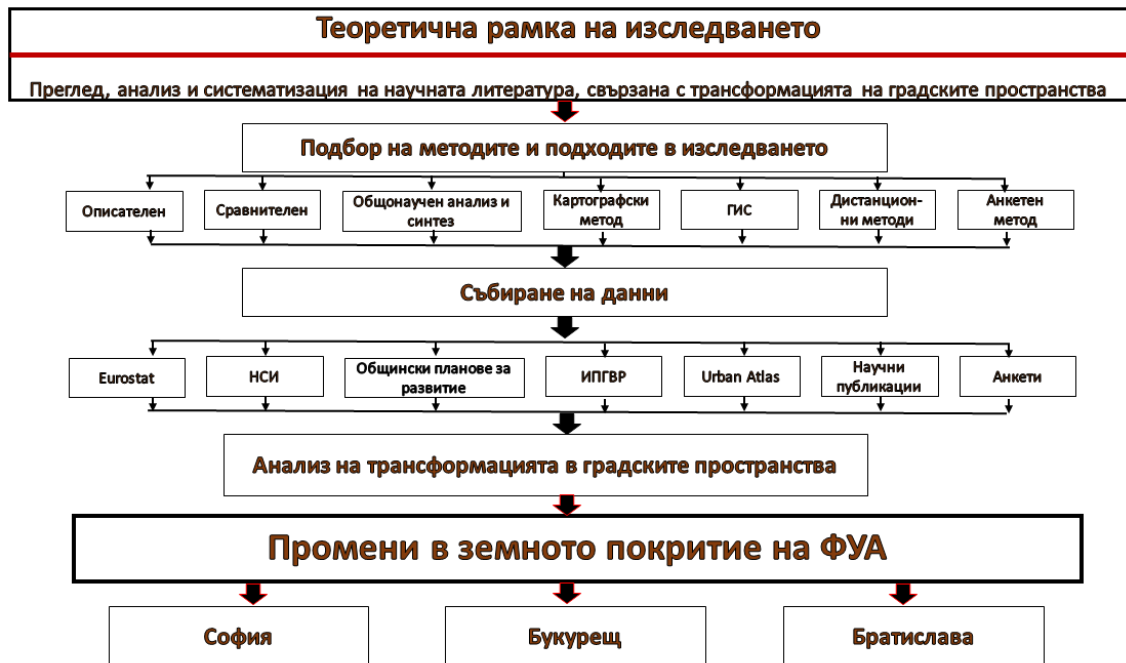 Теоретична рамка на изследването
Преглед, анализ и систематизация на научната литература, свързана с трансформацията на градските пространства
Подбор на методите и подходите в изследването
Описателен
Сравнителен
Общонаучен анализ и
синтез
Картографски
метод
ГИС
Дистанцион-
ни методи
Анкетен
метод
Събиране на данни
Eurostat
НСИ
Общински планове за
развитие
ИПГВР
Urban Atlas
Научни
публикации
Анкети
Анализ на трансформацията в градските пространства
Промени в земното покритие на ФУА
София
Букурещ
Братислава